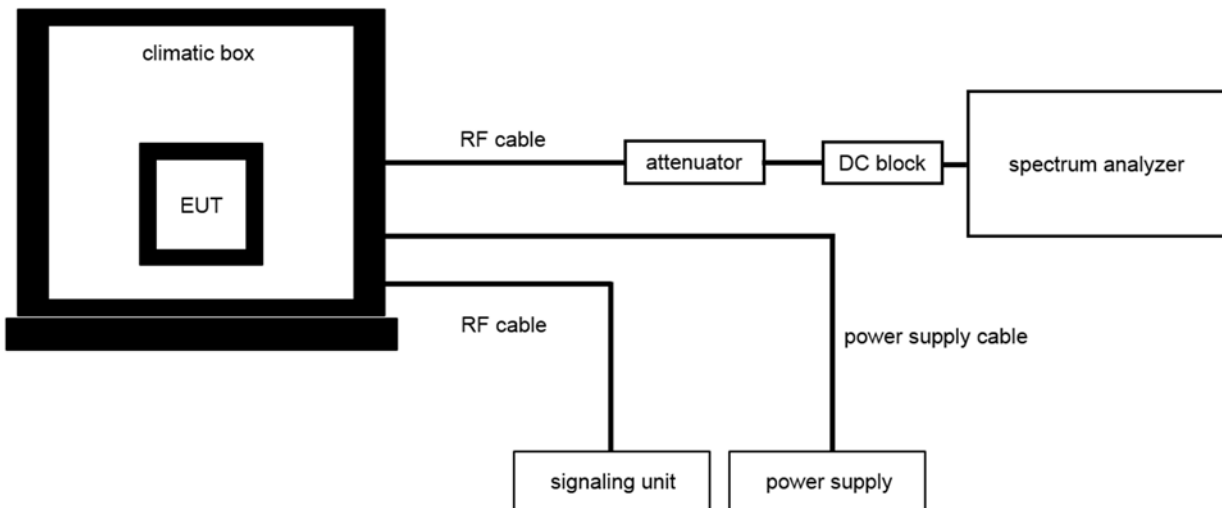 climatic box
EUT
RF cable
attenuator
DC block
spectrum analyzer
RF cable
power supply cable
signaling unit
power supply